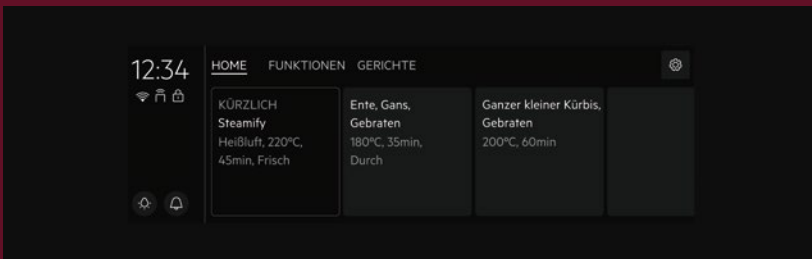 12:34
HOME FUNKTIONEN GERICHTE
KÜRZLICH
Steamify
Heißluft, 220°C,
45min, Frisch
Ente, Gans,
Gebraten
180°C, 35min,
Durch
Ganzer kleiner Kürbis,
Gebraten
200°C, 60min